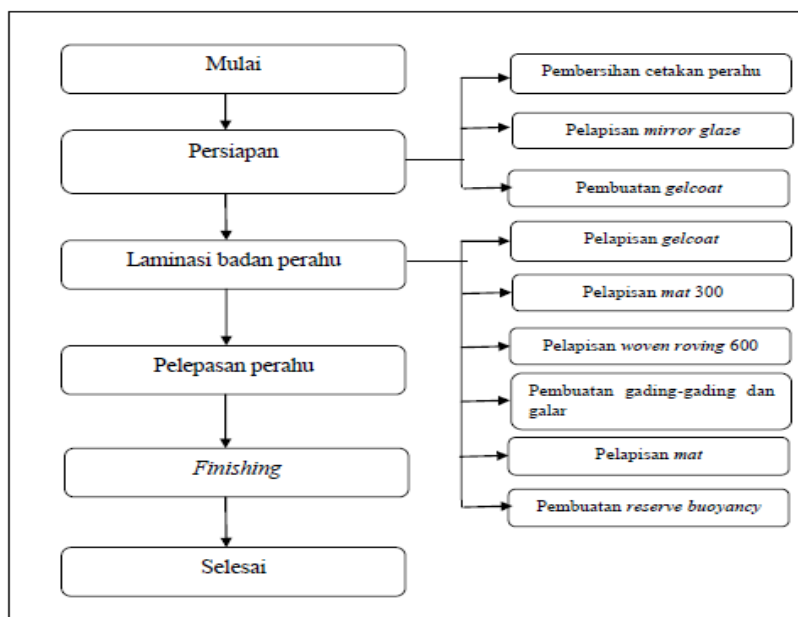 Mulai
Persiapan
Laminasi badan perahu
Pelepasan perahu
Finishing
Selesai
Pembersihan cetakan perahu
Pelapisan mirror glaze
Pembuatan gelcoat
Pelapisan gelcoat
Pelapisan mat 300
Pelapisan woven roving 600
Pembuatan gading-gading dan
galar
Pelapisan mat
Pembuatan reserve buoyancy